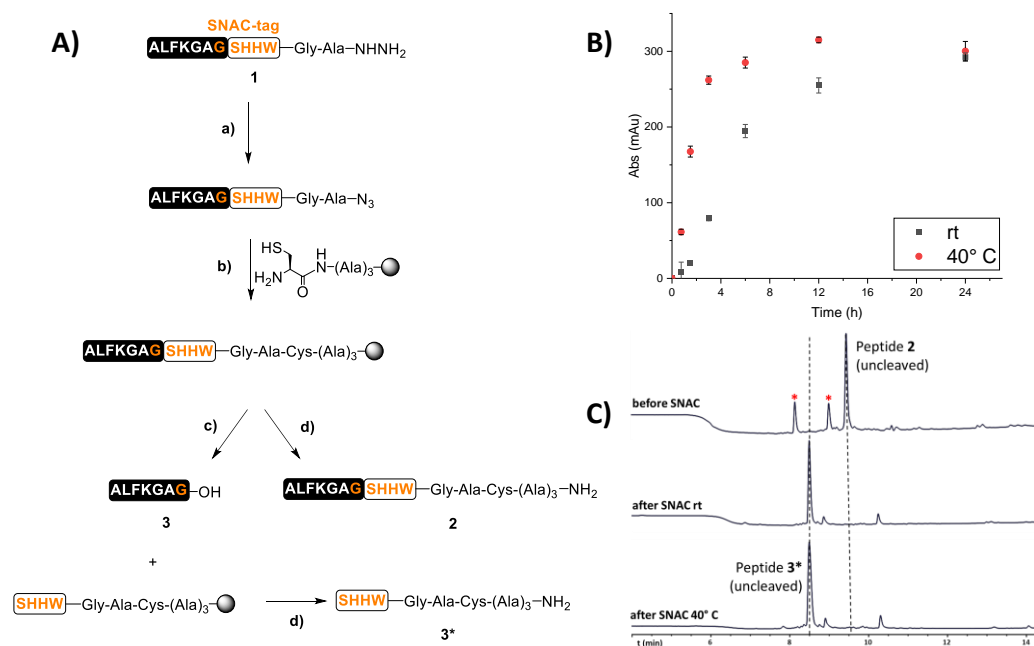 A)
SNAC-tag
ALFKGAG SHHW Gly-Ala-NHNH2
1
a)
ALFKGAG SHHW Gly-Ala-N3
b)
HS
H2N
O
H
N (Ala)3
ALFKGAG SHHW Gly-Ala-Cys-(Ala)3
c)
d)
ALFKGAG OH
3
ALFKGAG SHHW Gly-Ala-Cys-(Ala)3-NH2
2
+
SHHW Gly-Ala-Cys-(Ala)3
d)
SHHW Gly-Ala-Cys-(Ala)3-NH2
3*
B)
Abs (mAu)
300
200
100
0
0 4 8 12 16 20 24
Time (h)
rt
40° C
C)
Peptide 2
(uncleaved)
before SNAC
* *
after SNAC rt
Peptide 3*
(uncleaved)
after SNAC 40° C
t (min) 8 10 12 14